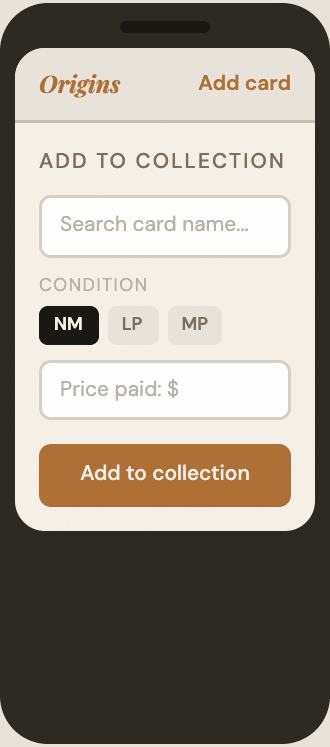 Origins
Add card
ADD TO COLLECTION
Search card name...
CONDITION
NM LP MP
Price paid: $
Add to collection